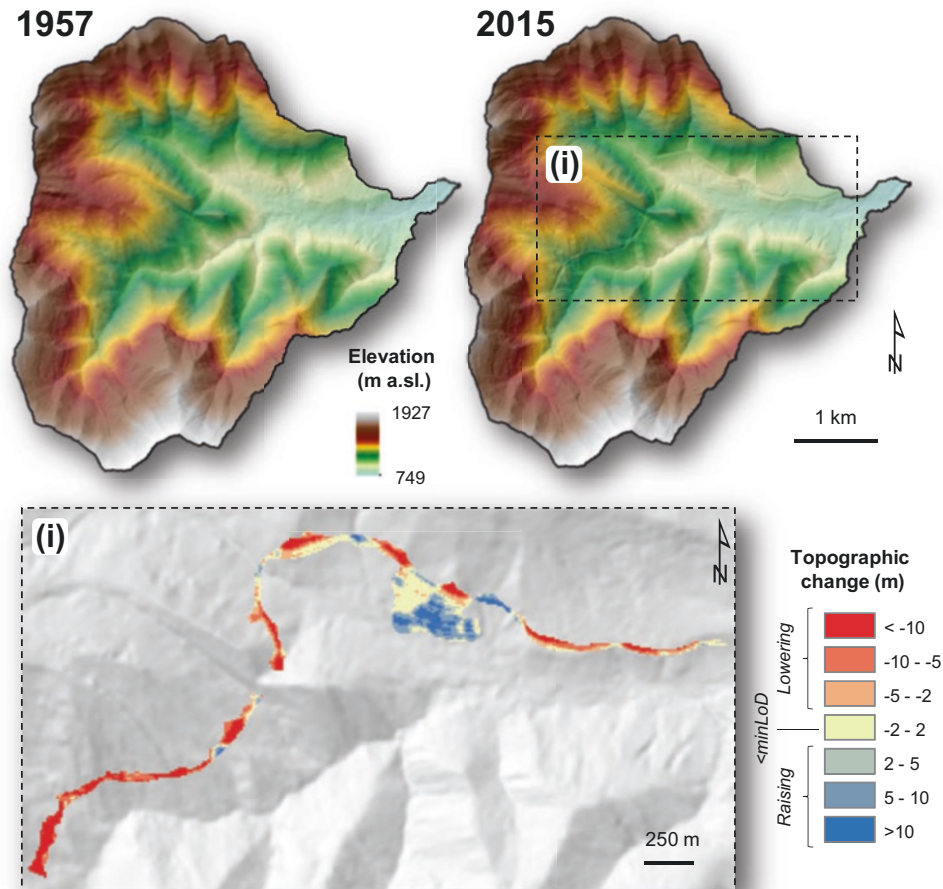 1957
2015
(i)
N
Elevation
(m a.sl.)
1927
749
1 km
(i)
N
250 m
Topographic
change (m)
Lowering
<minLoD
Raising
< -10
-10 - -5
-5 - -2
-2 - 2
2 - 5
5 - 10
>10